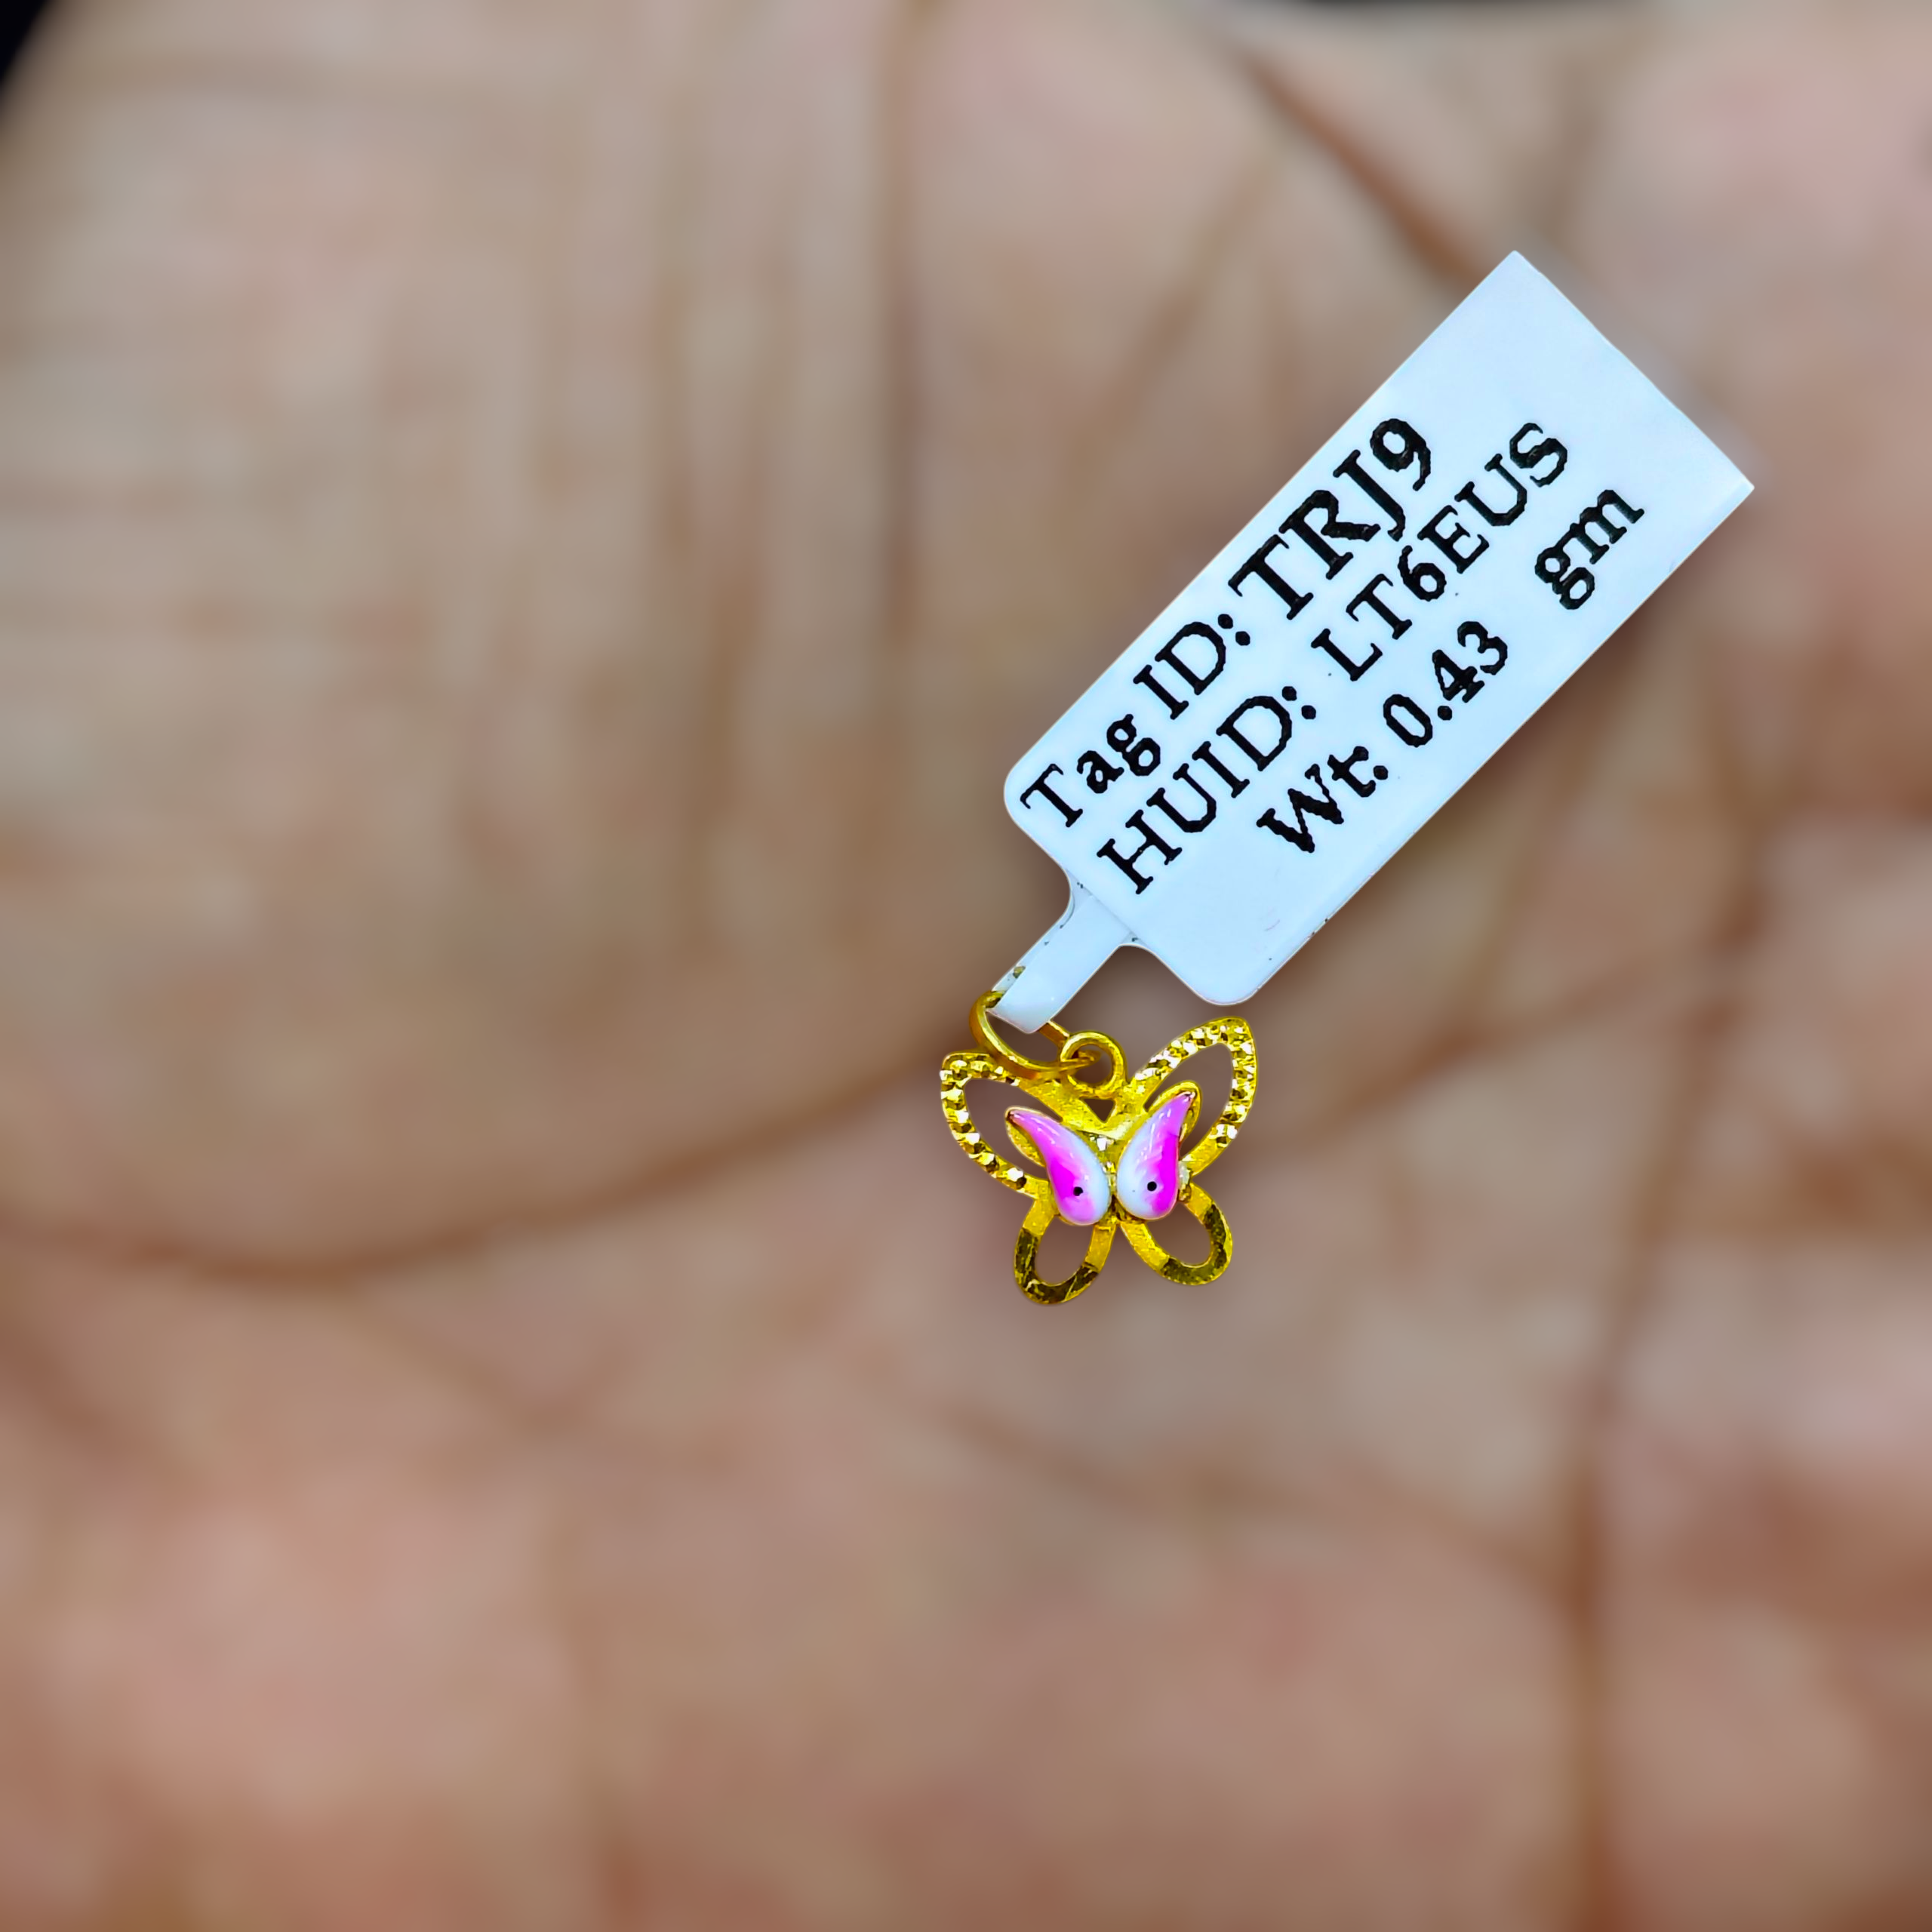 Tag ID: TRJ9
HUID: LT6EUS
Wt: 0.43 gm